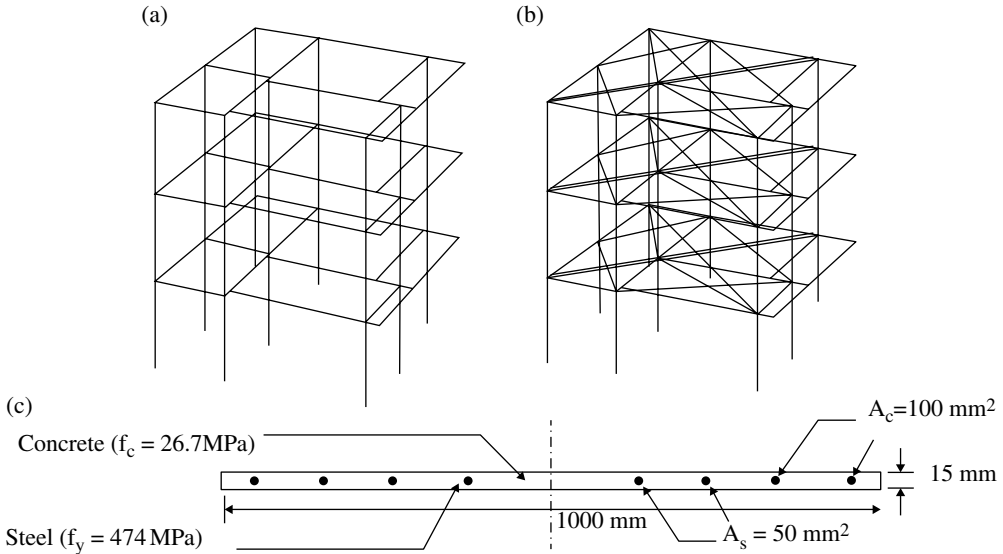 (a)
(b)
(c)
Concrete (f_c = 26.7MPa)
A_c=100 mm²
15 mm
1000 mm
Steel (f_y = 474 MPa)
A_s = 50 mm²